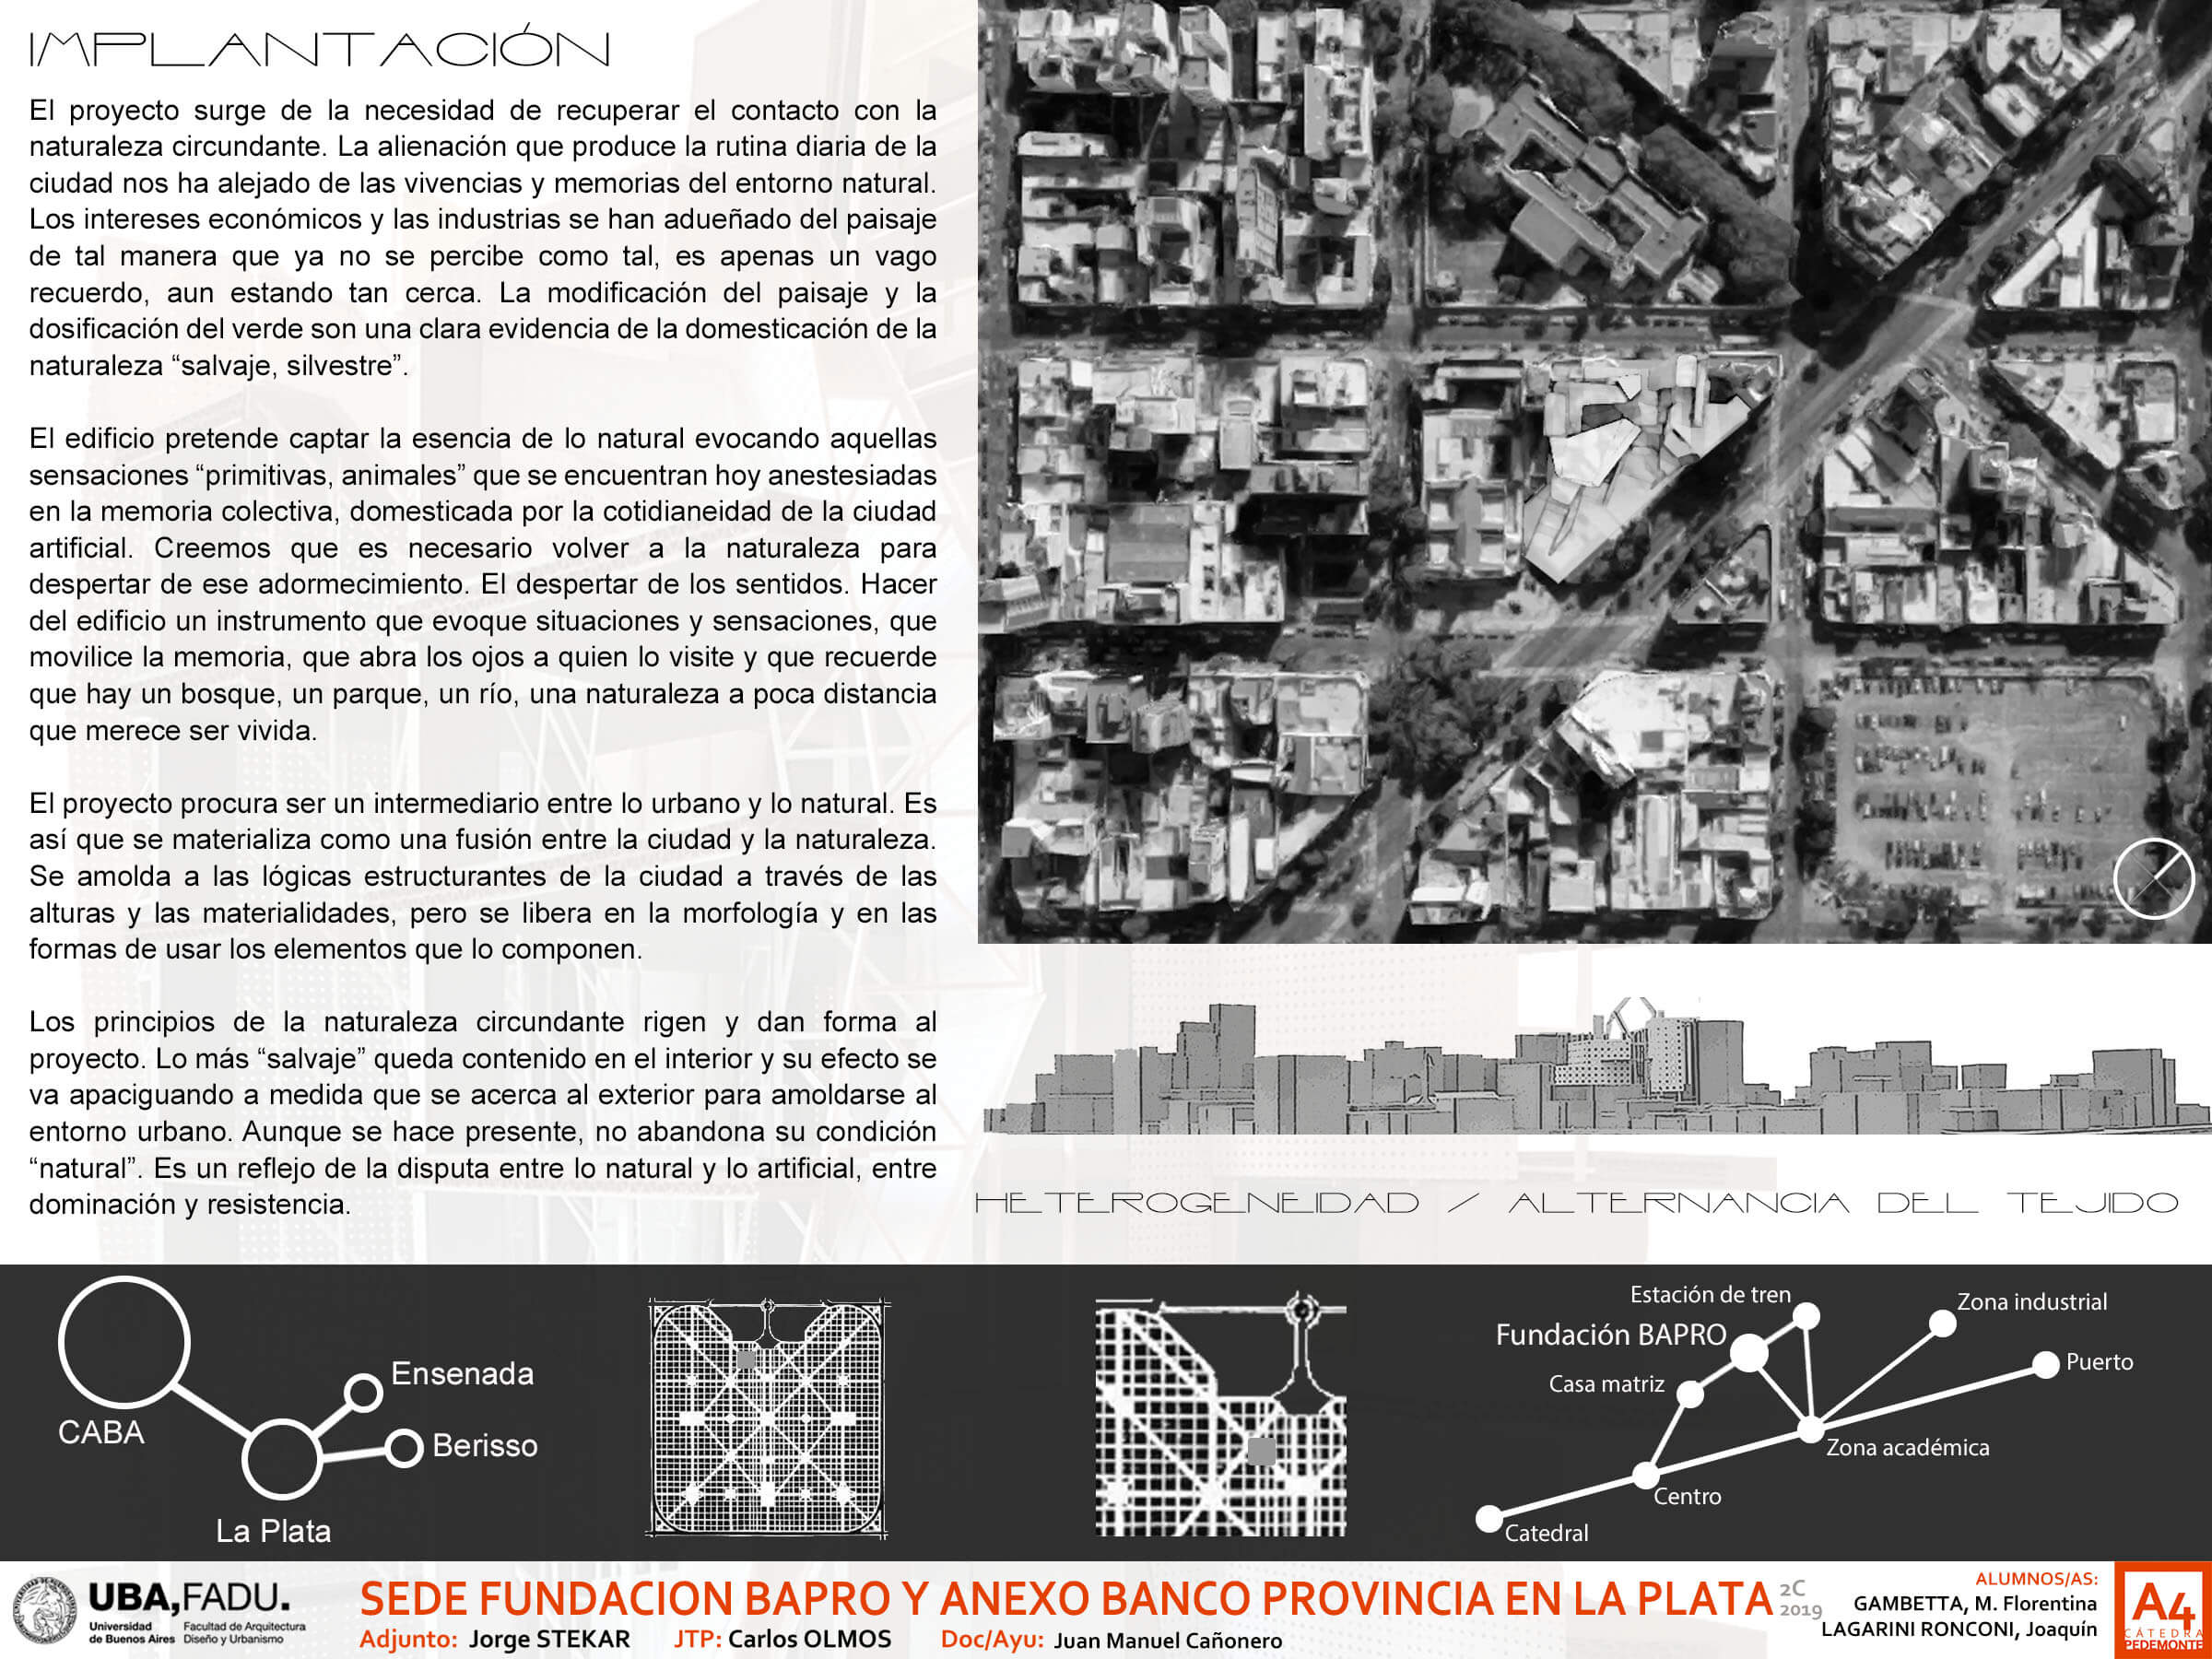 IMPLANTACIÓN
El proyecto surge de la necesidad de recuperar el contacto con la
naturaleza circundante. La alienación que produce la rutina diaria de la
ciudad nos ha alejado de las vivencias y memorias del entorno natural.
Los intereses económicos y las industrias se han adueñado del paisaje
de tal manera que ya no se percibe como tal, es apenas un vago
recuerdo, aun estando tan cerca. La modificación del paisaje y la
dosificación del verde son una clara evidencia de la domesticación de la
naturaleza “salvaje, silvestre”.
El edificio pretende captar la esencia de lo natural evocando aquellas
sensaciones “primitivas, animales” que se encuentran hoy anestesiadas
en la memoria colectiva, domesticada por la cotidianeidad de la ciudad
artificial. Creemos que es necesario volver a la naturaleza para
despertar de ese adormecimiento. El despertar de los sentidos. Hacer
del edificio un instrumento que evoque situaciones y sensaciones, que
movilice la memoria, que abra los ojos a quien lo visite y que recuerde
que hay un bosque, un parque, un río, una naturaleza a poca distancia
que merece ser vivida.
El proyecto procura ser un intermediario entre lo urbano y lo natural. Es
así que se materializa como una fusión entre la ciudad y la naturaleza.
Se amolda a las lógicas estructurantes de la ciudad a través de las
alturas y las materialidades, pero se libera en la morfología y en las
formas de usar los elementos que lo componen.
Los principios de la naturaleza circundante rigen y dan forma al
proyecto. Lo más “salvaje” queda contenido en el interior y su efecto se
va apaciguando a medida que se acerca al exterior para amoldarse al
entorno urbano. Aunque se hace presente, no abandona su condición
“natural”. Es un reflejo de la disputa entre lo natural y lo artificial, entre
dominación y resistencia.
HETEROGENEIDAD / ALTERNANCIA DEL TEJIDO
CABA
Ensenada
Berisso
La Plata
Estación de tren
Zona industrial
Fundación BAPRO
Puerto
Casa matriz
Zona académica
Centro
Catedral
UBA,FADU.
Universidad de Buenos Aires
Facultad de Arquitectura Diseño y Urbanismo
SEDE FUNDACION BAPRO Y ANEXO BANCO PROVINCIA EN LA PLATA 2C 2019
Adjunto: Jorge STEKAR JTP: Carlos OLMOS Doc/Ayu: Juan Manuel Cañonero
ALUMNOS/AS:
GAMBETTA, M. Florentina
LAGARINI RONCONI, Joaquín
A4
CÁTEDRA
PEDEMONTE